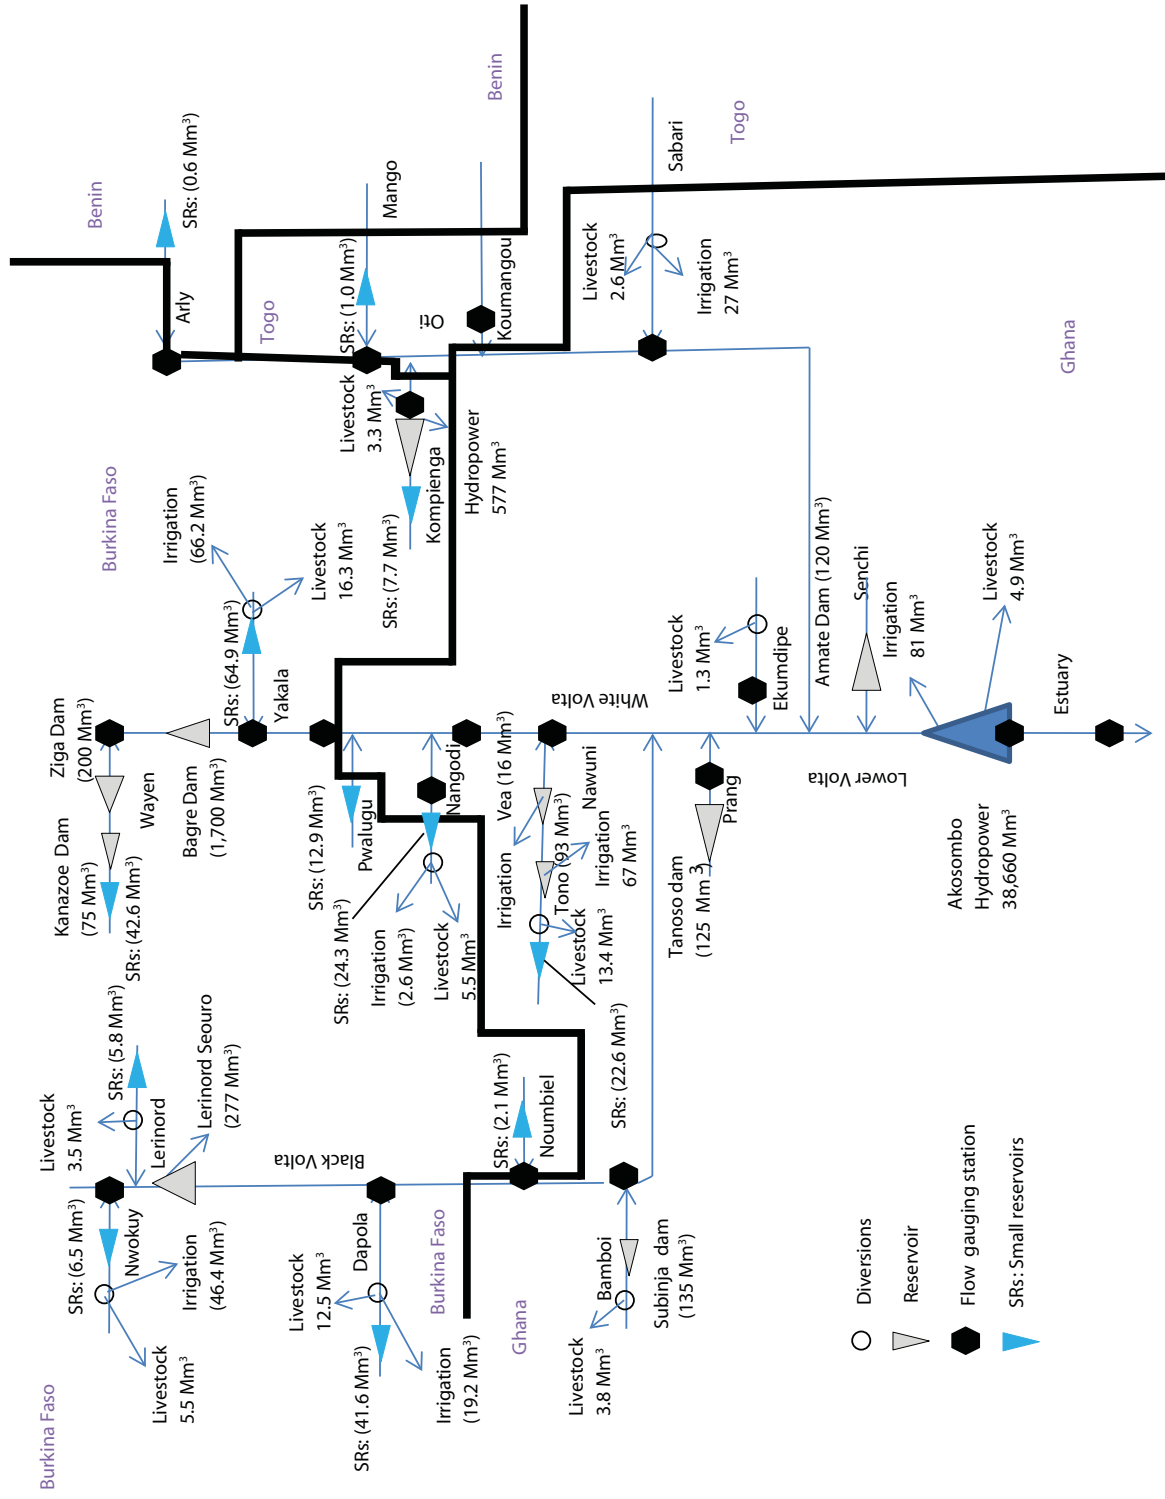 Burkina Faso
Livestock
5.5 Mm³
SRs: (6.5 Mm³)
Nwokuy
Irrigation
(46.4 Mm³)
Livestock
3.5 Mm³
SRs: (5.8 Mm³)
Lerinord
Lerinord Seouro
(277 Mm³)
Black Volta
SRs: (41.6 Mm³)
Livestock
12.5 Mm³
Dapola
Irrigation
(19.2 Mm³)
Burkina Faso
Ghana
SRs: (2.1 Mm³)
Noumbiel
Livestock
3.8 Mm³
Bamboi
Subinja dam
(135 Mm³)
Kanazoe Dam
(75 Mm³)
SRs: (42.6 Mm³)
Ziga Dam
(200 Mm³)
Wayen
Bagre Dam
(1,700 Mm³)
SRs: (64.9 Mm³)
Yakala
Irrigation
(66.2 Mm³)
Livestock
16.3 Mm³
Burkina Faso
SRs: (12.9 Mm³)
Pwalugu
SRs: (24.3 Mm³)
Irrigation
(2.6 Mm³)
Livestock
5.5 Mm³
Nangodi
Vea (16 Mm³)
Irrigation
Tono (93 Mm³)
Nawuni
Irrigation
67 Mm³
Livestock
13.4 Mm³
SRs: (22.6 Mm³)
White Volta
Tanoso dam
(125 Mm³)
Prang
Livestock
1.3 Mm³
Ekumdipe
Amate Dam (120 Mm³)
Senchi
Irrigation
81 Mm³
Livestock
4.9 Mm³
Lower Volta
Akosombo
Hydropower
38,660 Mm³
Estuary
Benin
Arly
SRs: (0.6 Mm³)
Togo
SRs: (1.0 Mm³)
Mango
Oti
Koumangou
Benin
Livestock
3.3 Mm³
SRs: (7.7 Mm³)
Kompienga
Hydropower
577 Mm³
Livestock
2.6 Mm³
Irrigation
27 Mm³
Sabari
Togo
Ghana
Diversions
Reservoir
Flow gauging station
SRs: Small reservoirs